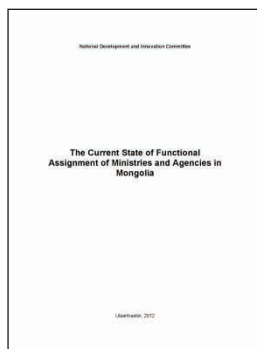 National Development and Innovation Committee
The Current State of Functional
Assignment of Ministries and Agencies in
Mongolia
Ulaanbaatar, 2012